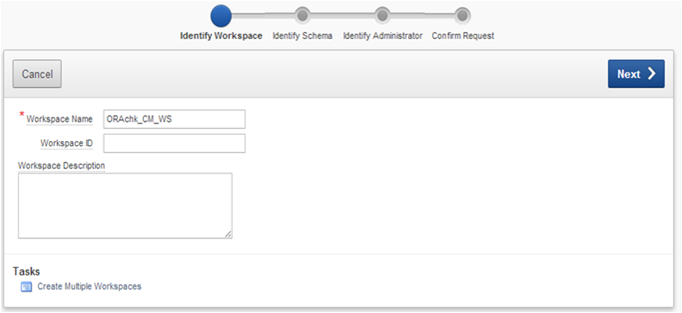 Identify Workspace Identify Schema Identify Administrator Confirm Request
Cancel Next
* Workspace Name ORAchk_CM_WS
Workspace ID
Workspace Description
Tasks
Create Multiple Workspaces